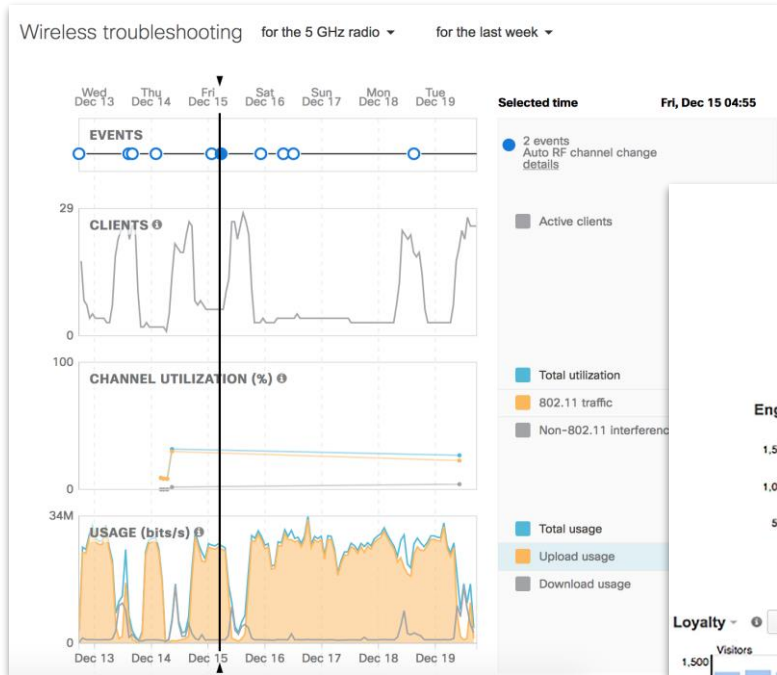 Wireless troubleshooting for the 5 GHz radio for the last week
Wed Thu Fri Sat Sun Mon Tue
Dec 13 Dec 14 Dec 15 Dec 16 Dec 17 Dec 18 Dec 19
Selected time Fri, Dec 15 04:55
EVENTS
2 events
Auto RF channel change
details
29
CLIENTS
0
Active clients
100
CHANNEL UTILIZATION (%)
0
Total utilization
802.11 traffic
Non-802.11 interferenc
34M
USAGE (bits/s)
0
Total usage
Upload usage
Download usage
Dec 13 Dec 14 Dec 15 Dec 16 Dec 17 Dec 18 Dec 19
Eng
1,5
1,0
5
Loyalty
Visitors
1,500